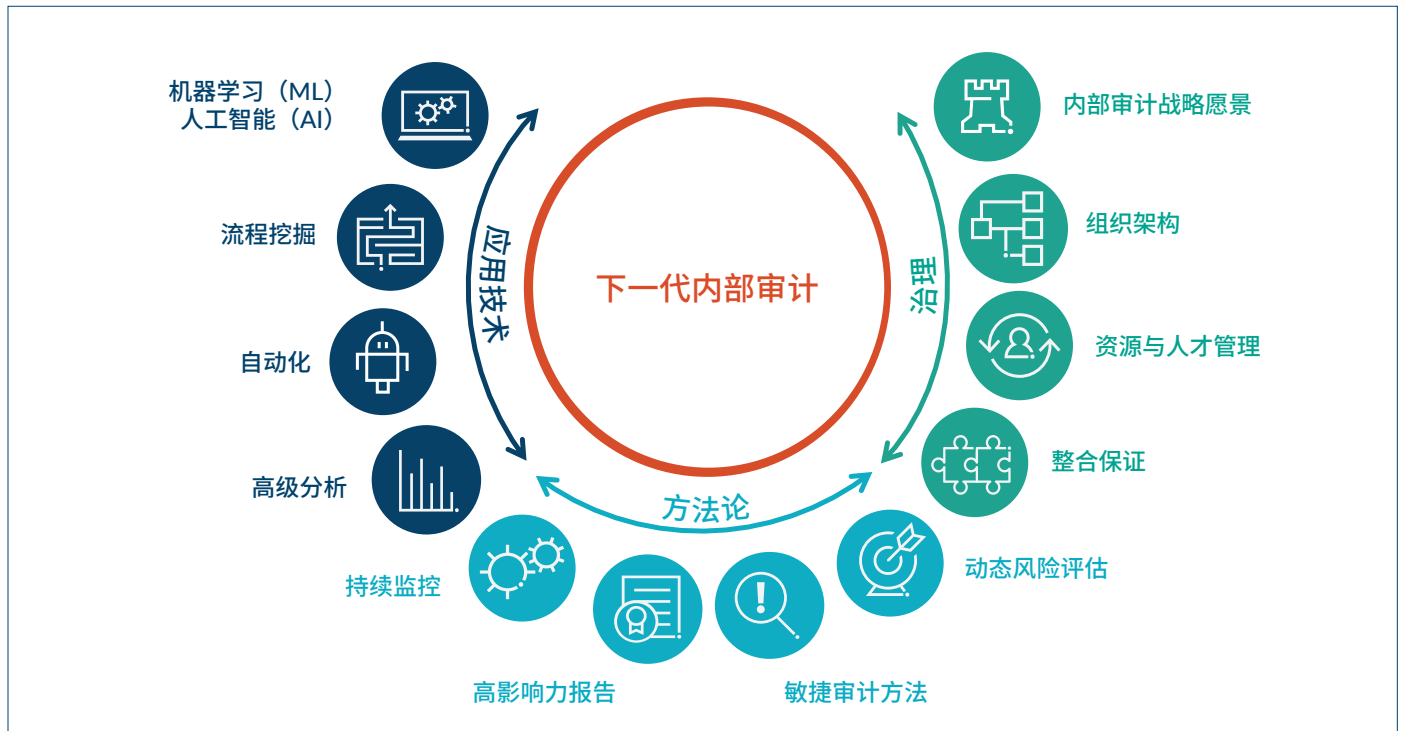 机器学习（ML）
人工智能（AI）
流程挖掘
自动化
高级分析
应用技术
下一代内部审计
治理
内部审计战略愿景
组织架构
资源与人才管理
整合保证
方法论
持续监控
高影响力报告
敏捷审计方法
动态风险评估